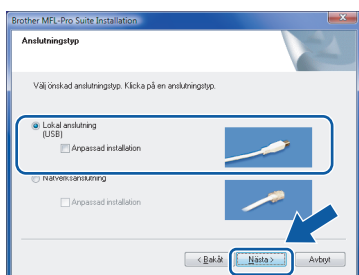 Brother MFL-Pro Suite Installation
Anslutningstyp
Välj önskad anslutningstyp. Klicka på en anslutningstyp.
Lokal anslutning
(USB)
Anpassad installation
Nätverksanslutning
Anpassad installation
< Bakåt
Nästa >
Avbryt